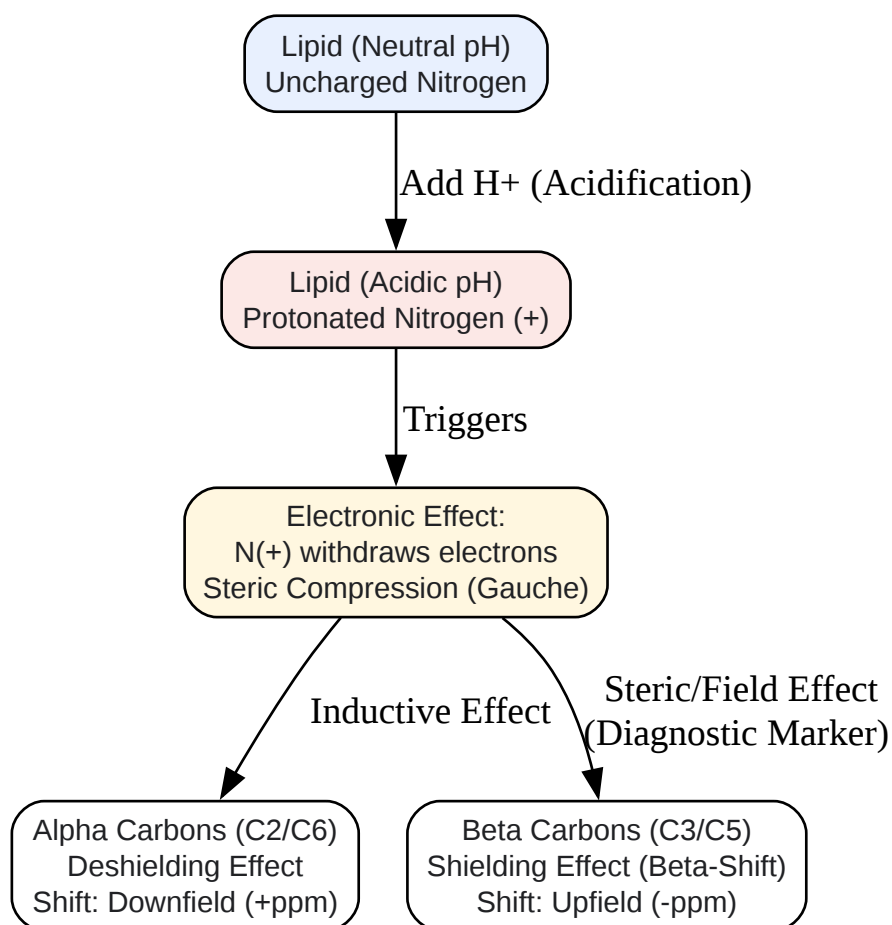 Lipid (Neutral pH)
Uncharged Nitrogen
Add H+ (Acidification)
Lipid (Acidic pH)
Protonated Nitrogen (+)
Triggers
Electronic Effect:
N(+) withdraws electrons
Steric Compression (Gauche)
Inductive Effect
Steric/Field Effect
(Diagnostic Marker)
Alpha Carbons (C2/C6)
Deshielding Effect
Shift: Downfield (+ppm)
Beta Carbons (C3/C5)
Shielding Effect (Beta-Shift)
Shift: Upfield (-ppm)